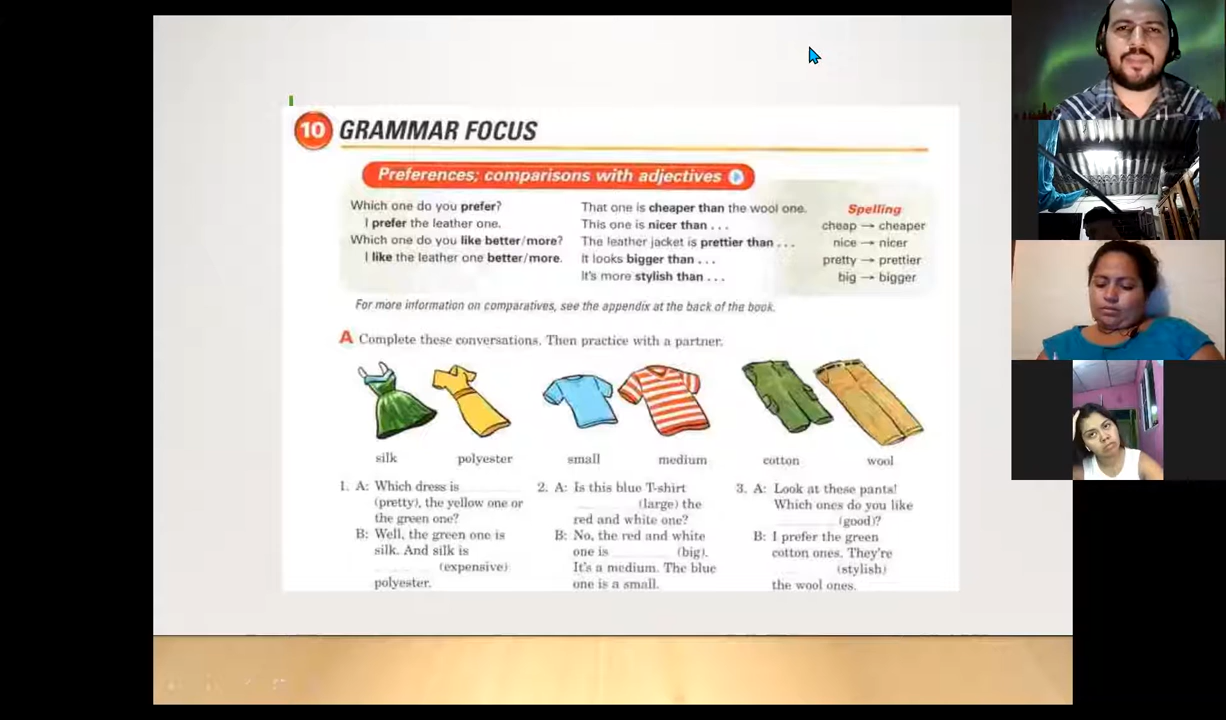 10 GRAMMAR FOCUS
Preferences; comparisons with adjectives
Which one do you prefer?
I prefer the leather one.
Which one do you like better/more?
I like the leather one better/more.
That one is cheaper than the wool one.
This one is nicer than . . .
The leather jacket is prettier than . . .
It looks bigger than . . .
It's more stylish than . . .
Spelling
cheap → cheaper
nice → nicer
pretty → prettier
big → bigger
For more information on comparatives, see the appendix at the back of the book.
A Complete these conversations. Then practice with a partner.
silk
polyester
small
medium
cotton
wool
1. A: Which dress is
(pretty), the yellow one or
the green one?
B: Well, the green one is
silk. And silk is
(expensive)
polyester.
2. A: Is this blue T-shirt
(large) the
red and white one?
B: No, the red and white
one is (big).
It's a medium. The blue
one is a small.
3. A: Look at these pants!
Which ones do you like
(good)?
B: I prefer the green
cotton ones. They're
(stylish)
the wool ones.